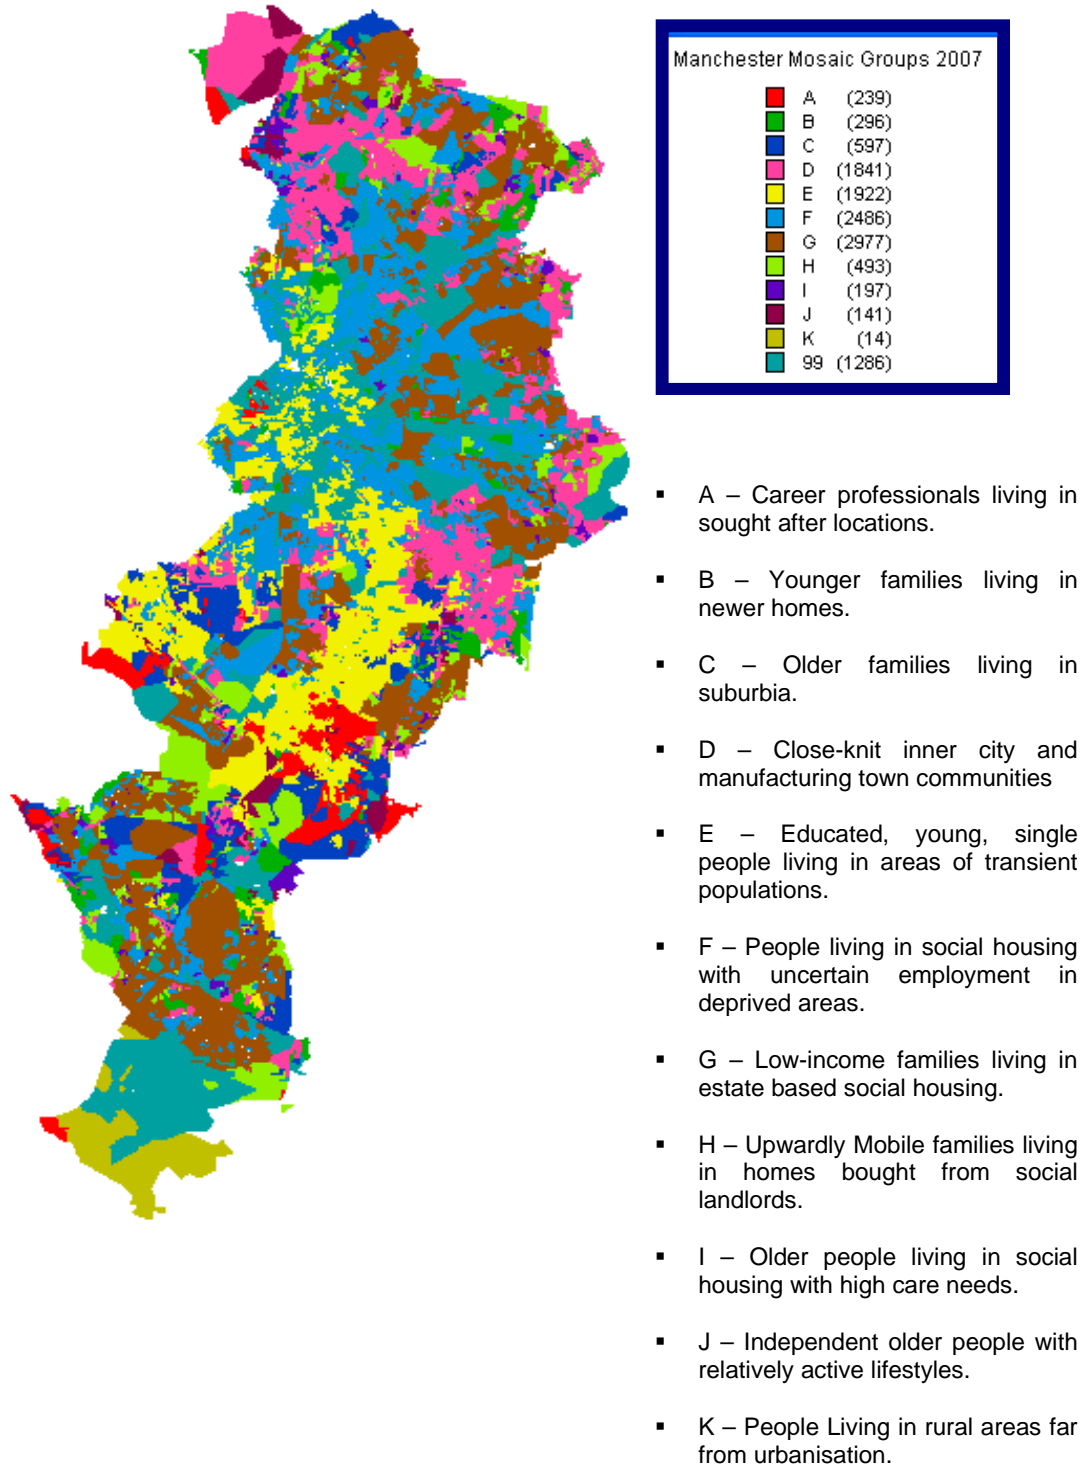 Manchester Mosaic Groups 2007
A (239)
B (296)
C (597)
D (1841)
E (1922)
F (2486)
G (2977)
H (493)
I (197)
J (141)
K (14)
99 (1286)
▪ A – Career professionals living in
sought after locations.
▪ B – Younger families living in
newer homes.
▪ C – Older families living in
suburbia.
▪ D – Close-knit inner city and
manufacturing town communities
▪ E – Educated, young, single
people living in areas of transient
populations.
▪ F – People living in social housing
with uncertain employment in
deprived areas.
▪ G – Low-income families living in
estate based social housing.
▪ H – Upwardly Mobile families living
in homes bought from social
landlords.
▪ I – Older people living in social
housing with high care needs.
▪ J – Independent older people with
relatively active lifestyles.
▪ K – People Living in rural areas far
from urbanisation.